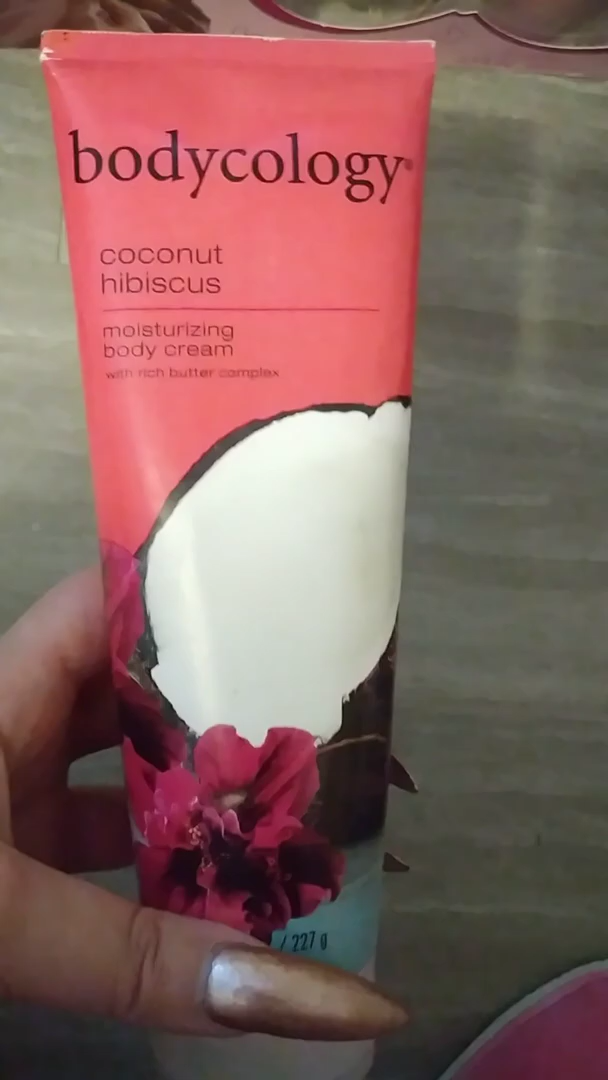 bodycology®
coconut
hibiscus
moisturizing
body cream
with rich butter complex
/ 227 g